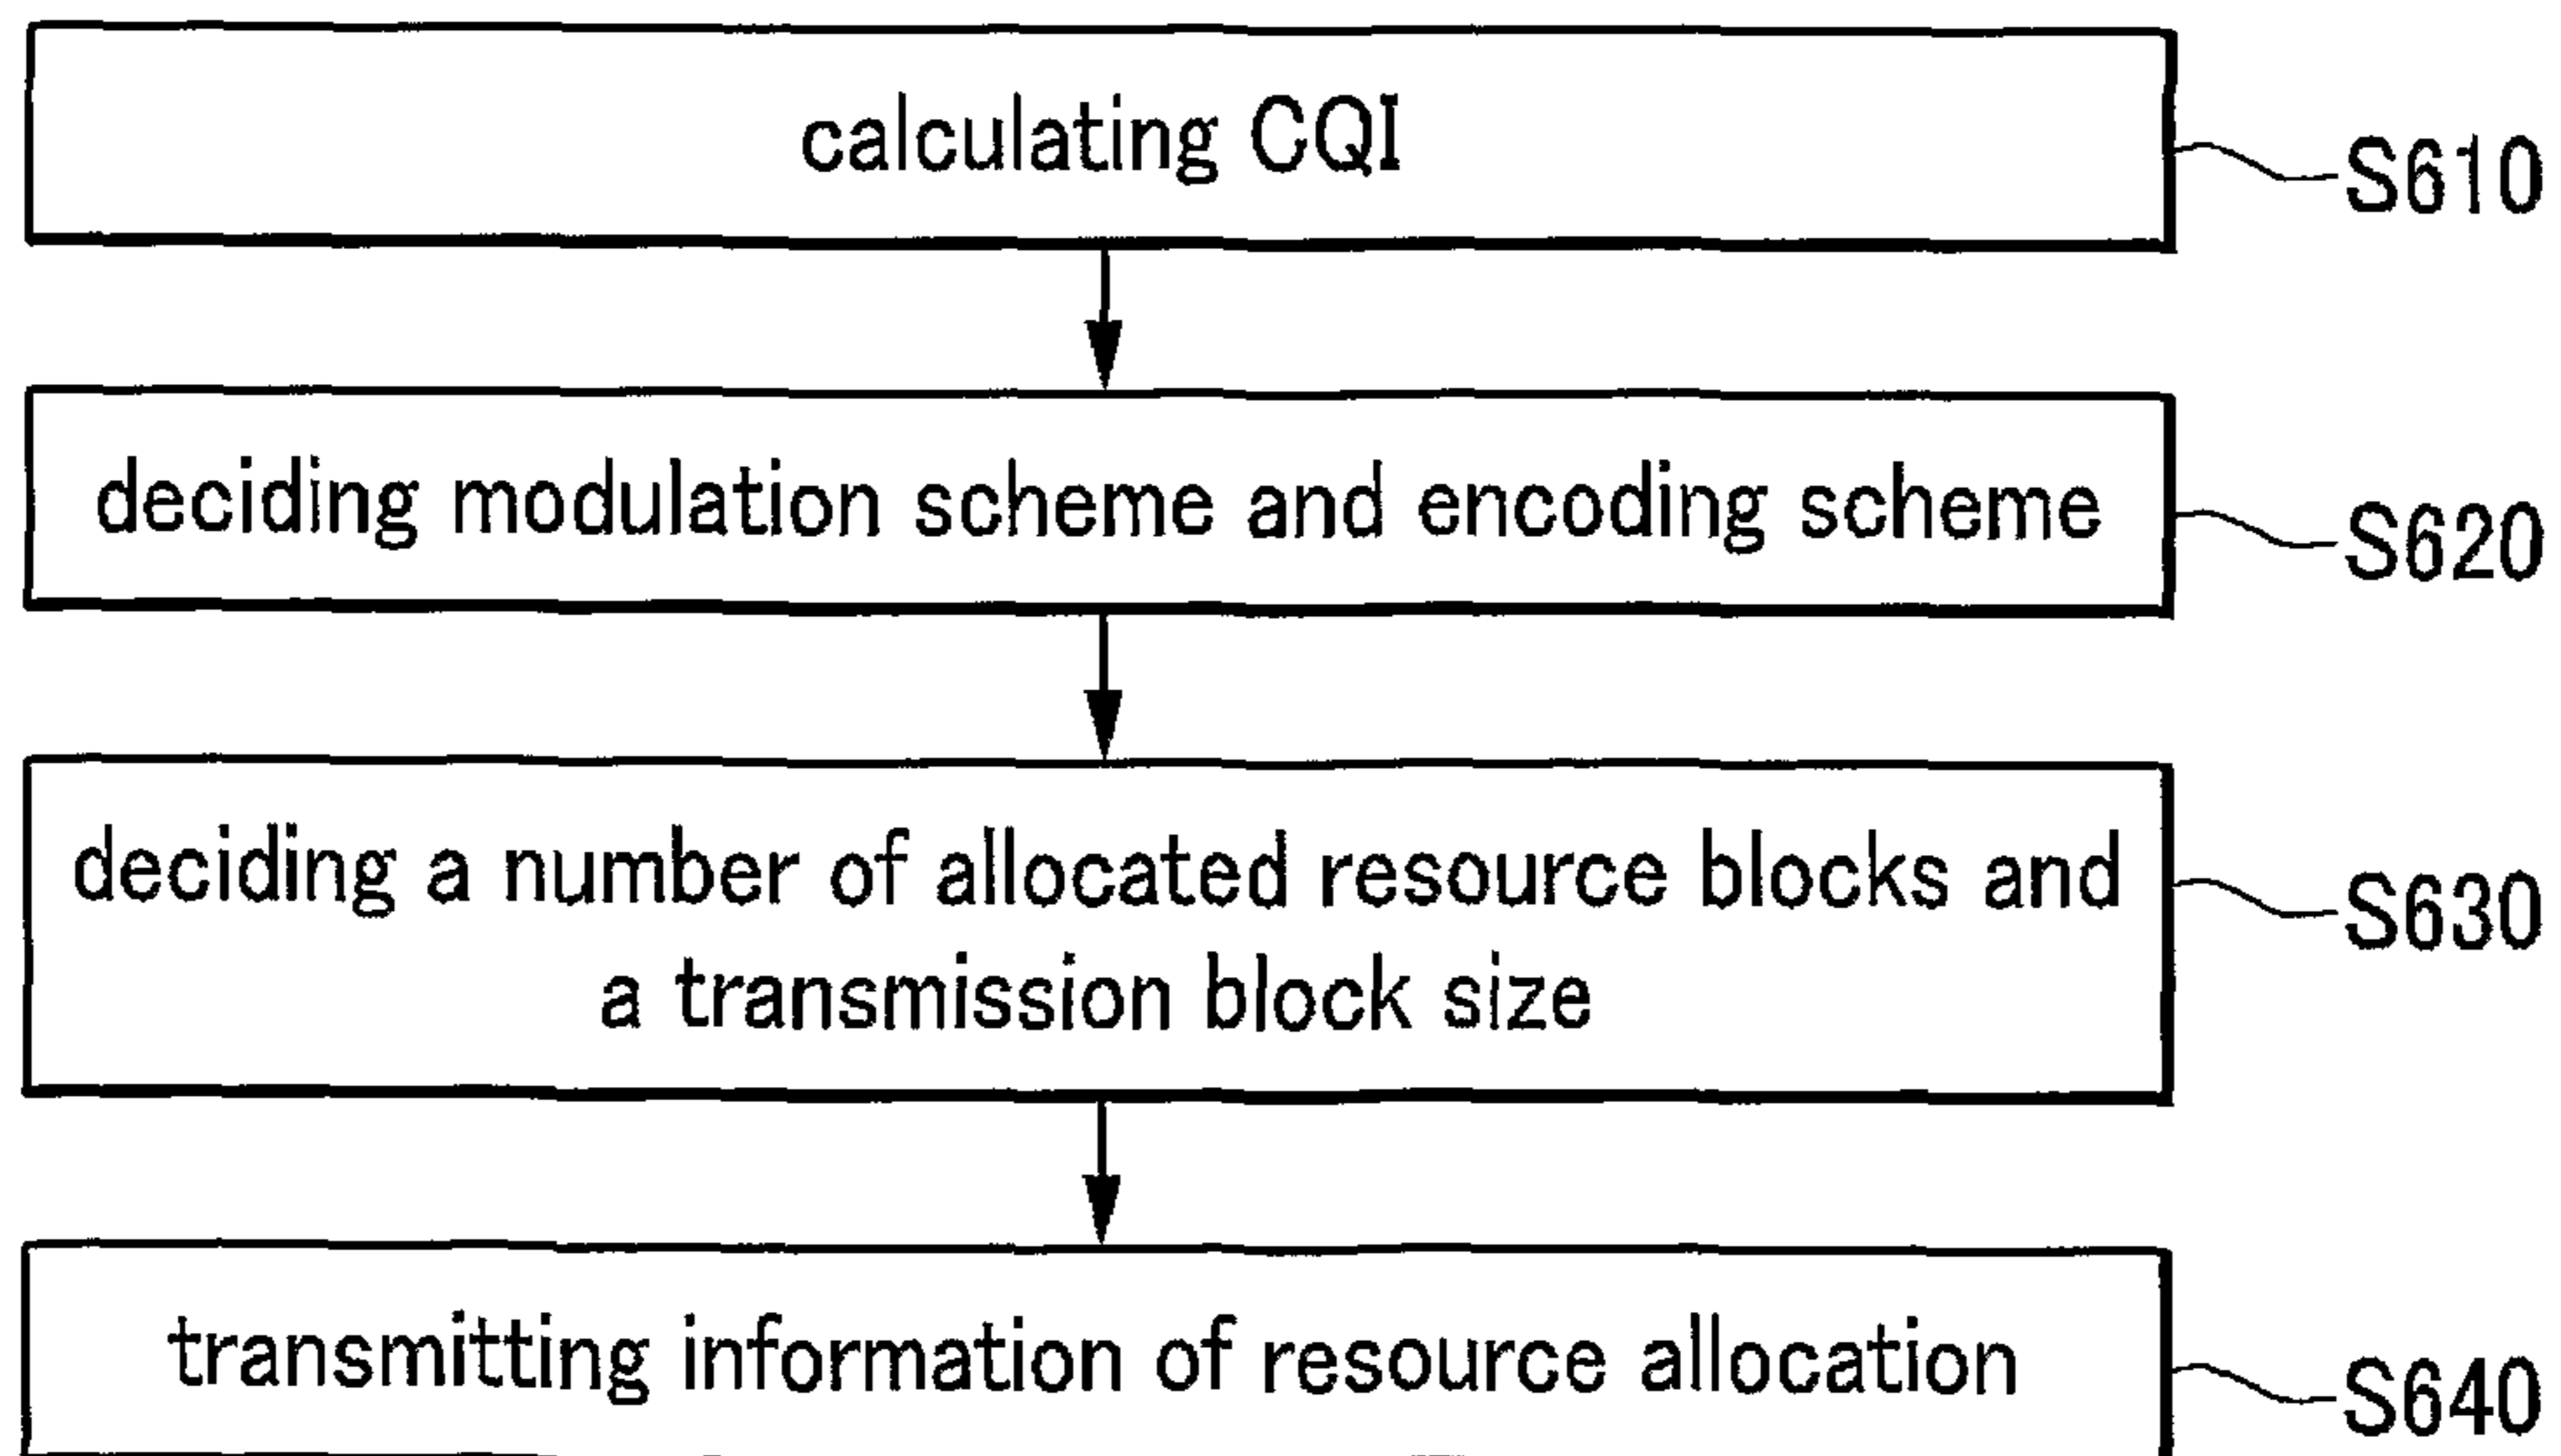 calculating CQI
S610
deciding modulation scheme and encoding scheme
S620
deciding a number of allocated resource blocks and
a transmission block size
S630
transmitting information of resource allocation
S640